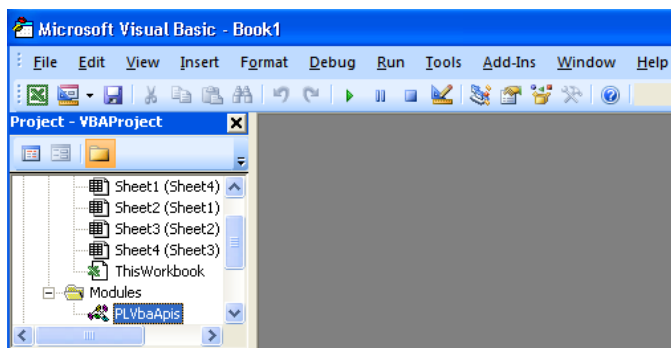 Microsoft Visual Basic - Book1
File Edit View Insert Format Debug Run Tools Add-Ins Window Help
Project - VBAProject
Sheet1 (Sheet4)
Sheet2 (Sheet1)
Sheet3 (Sheet2)
Sheet4 (Sheet3)
ThisWorkbook
Modules
PLVbaApis